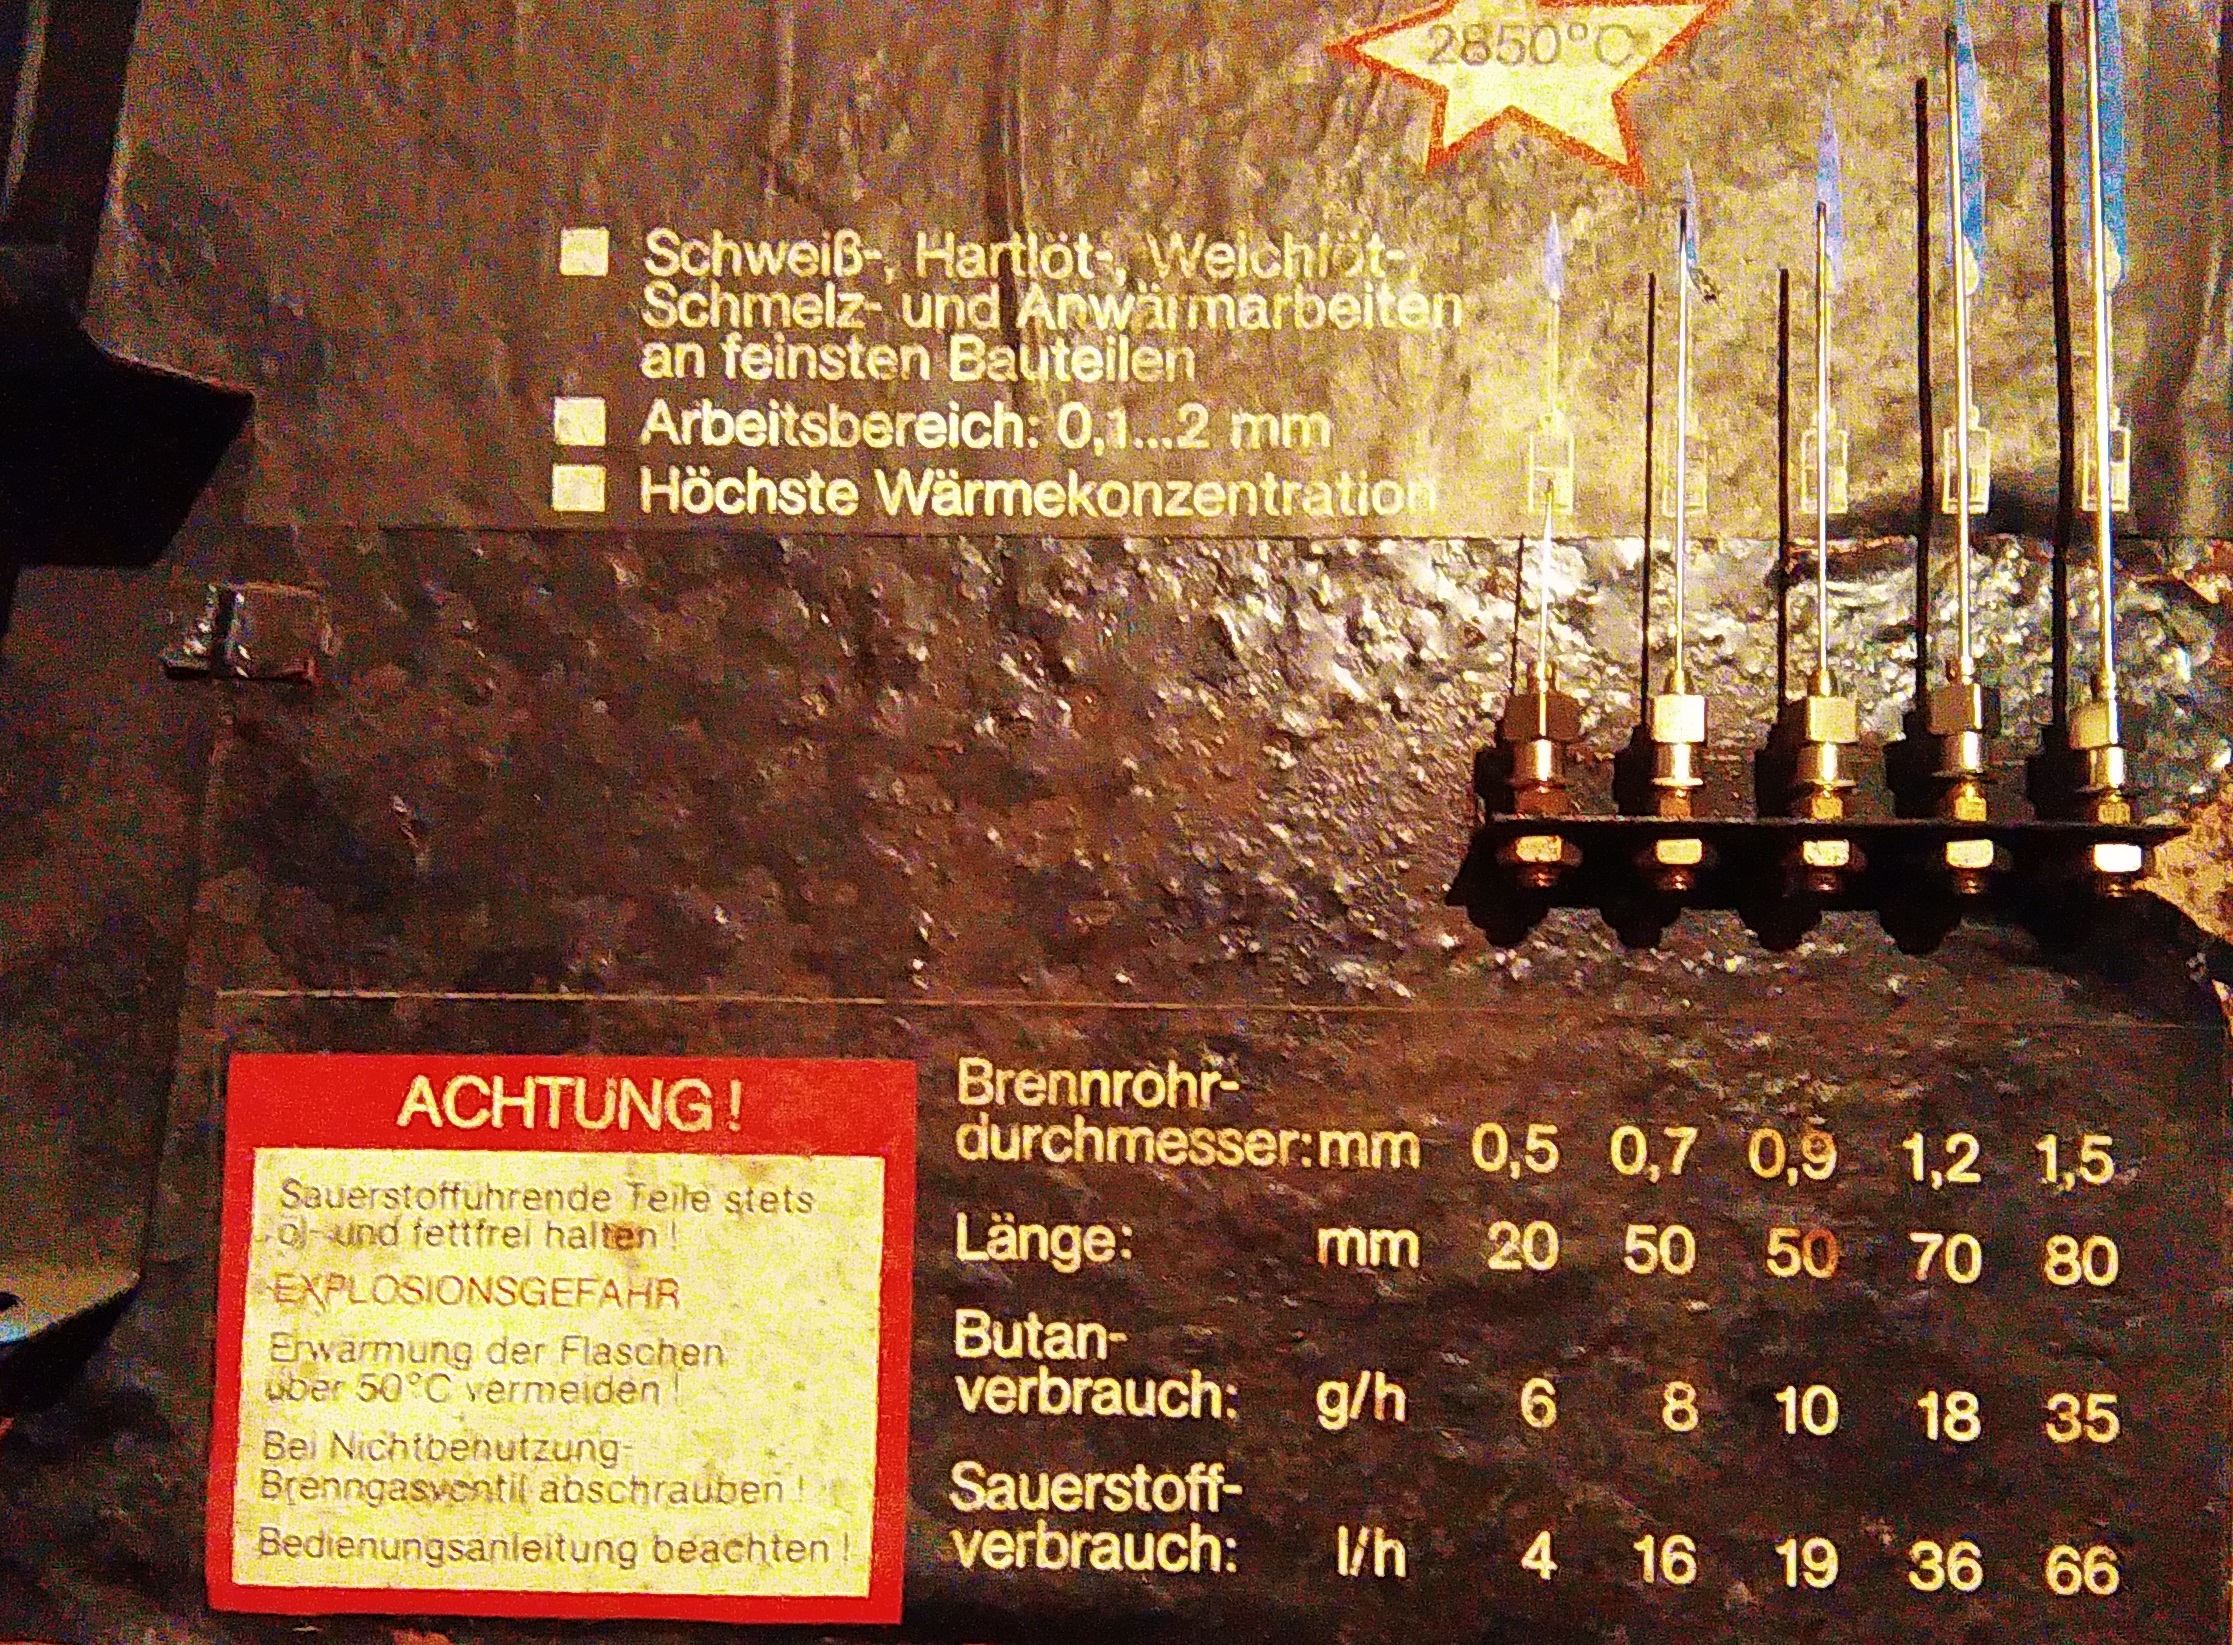 2850°C
Schweiß-, Hartlöt-, Weichlöt-,
Schmelz- und Anwärmarbeiten
an feinsten Bauteilen
Arbeitsbereich: 0,1...2 mm
Höchste Wärmekonzentration
ACHTUNG!
Sauerstofführende Teile stets
öl- und fettfrei halten!
EXPLOSIONSGEFAHR
Erwärmung der Flaschen
über 50°C vermeiden!
Bei Nichtbenutzung
Brenngasventil abschrauben!
Bedienungsanleitung beachten!
Brennrohr-
durchmesser: mm 0,5 0,7 0,9 1,2 1,5
Länge: mm 20 50 50 70 80
Butan-
verbrauch: g/h 6 8 10 18 35
Sauerstoff-
verbrauch: l/h 4 16 19 36 66